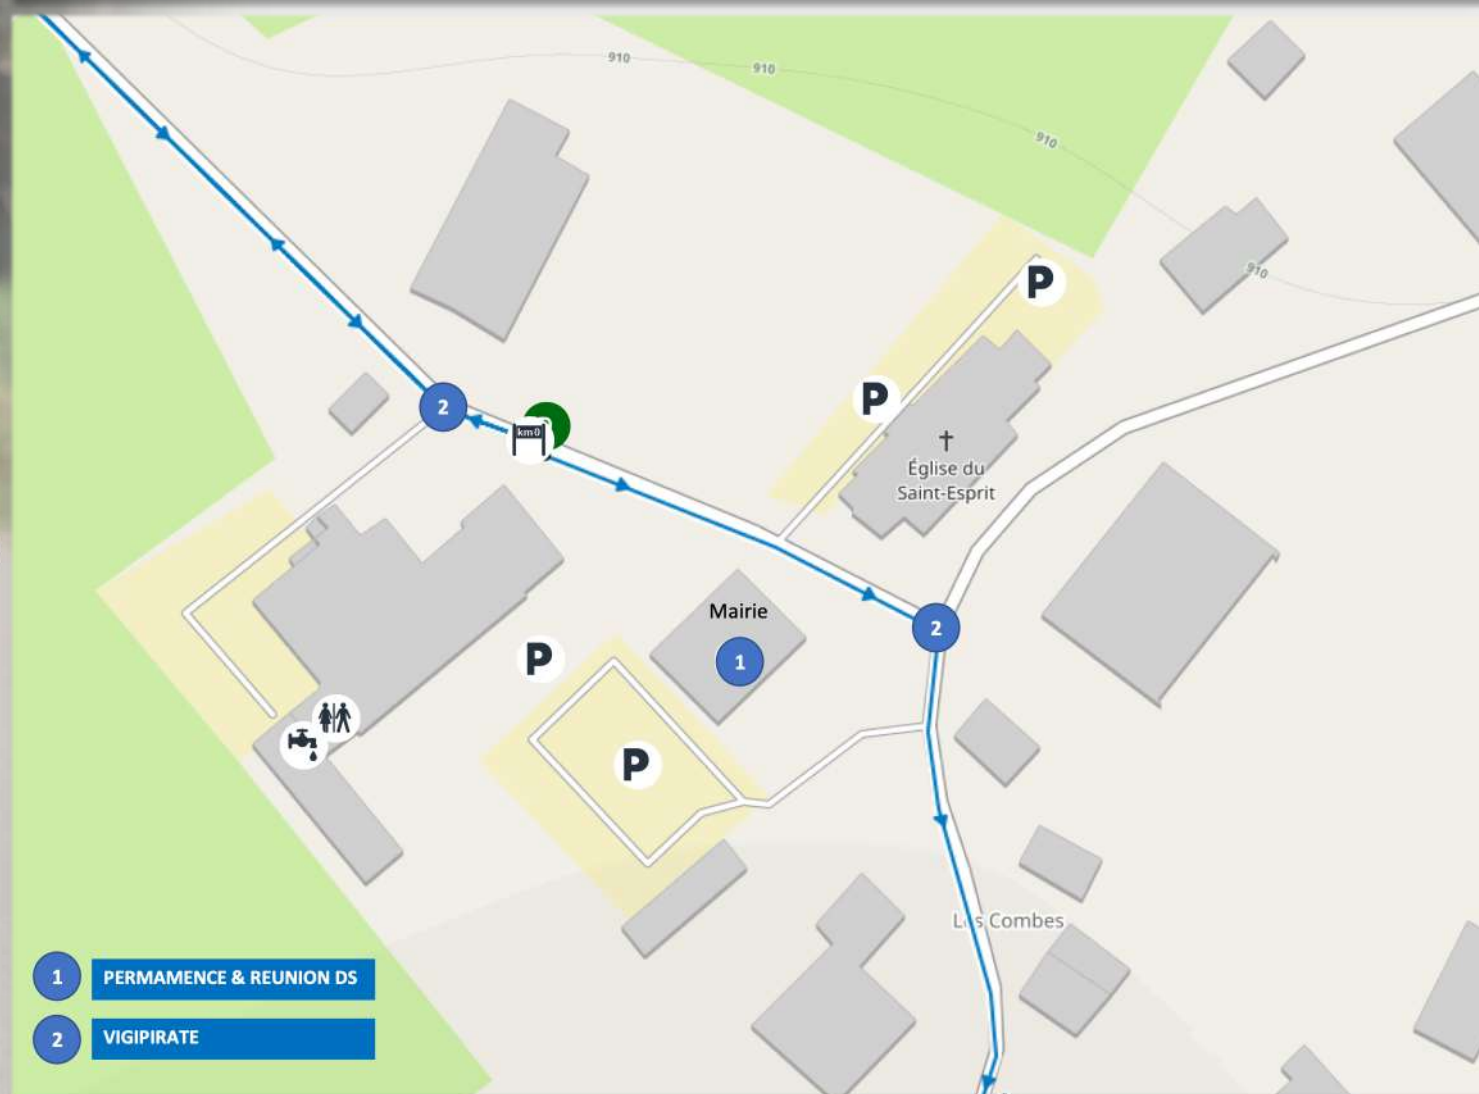 910
910
910
P
910
P
2
km0
Église du
Saint-Esprit
Mairie
2
1
P
P
Les Combes
1 PERMAMENCE & REUNION DS
2 VIGIPIRATE